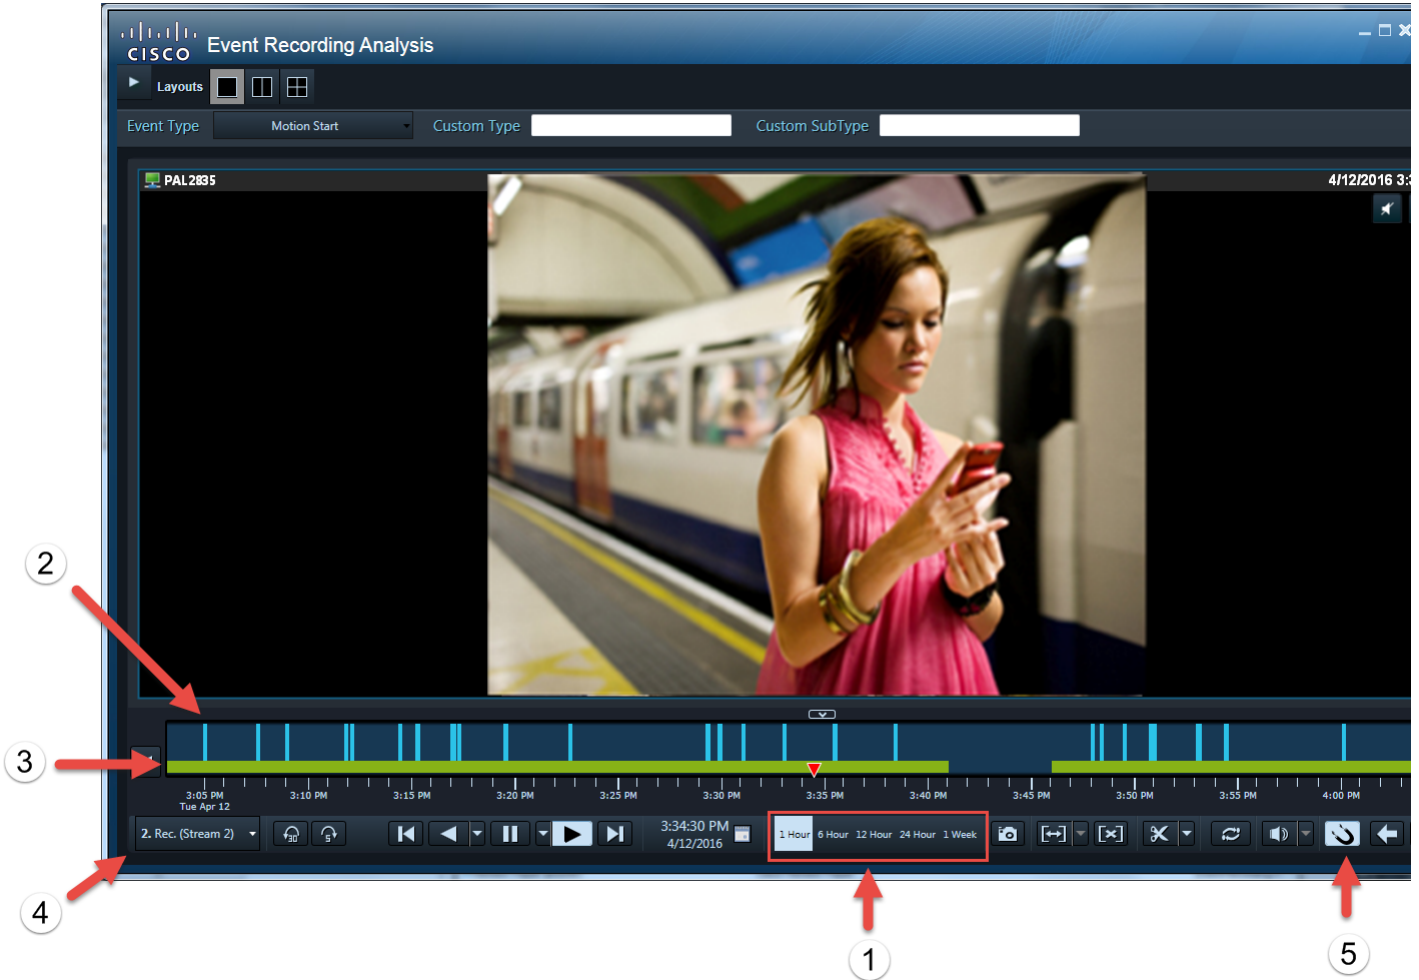 CISCO Event Recording Analysis
Layouts
Event Type Motion Start Custom Type Custom SubType
PAL2835 4/12/2016 3:3
2
3
3:05 PM 3:10 PM 3:15 PM 3:20 PM 3:25 PM 3:30 PM 3:35 PM 3:40 PM 3:45 PM 3:50 PM 3:55 PM 4:00 PM
Tue Apr 12
2. Rec. (Stream 2) 30 5 3:34:30 PM 1 Hour 6 Hour 12 Hour 24 Hour 1 Week
4/12/2016
4
1
5